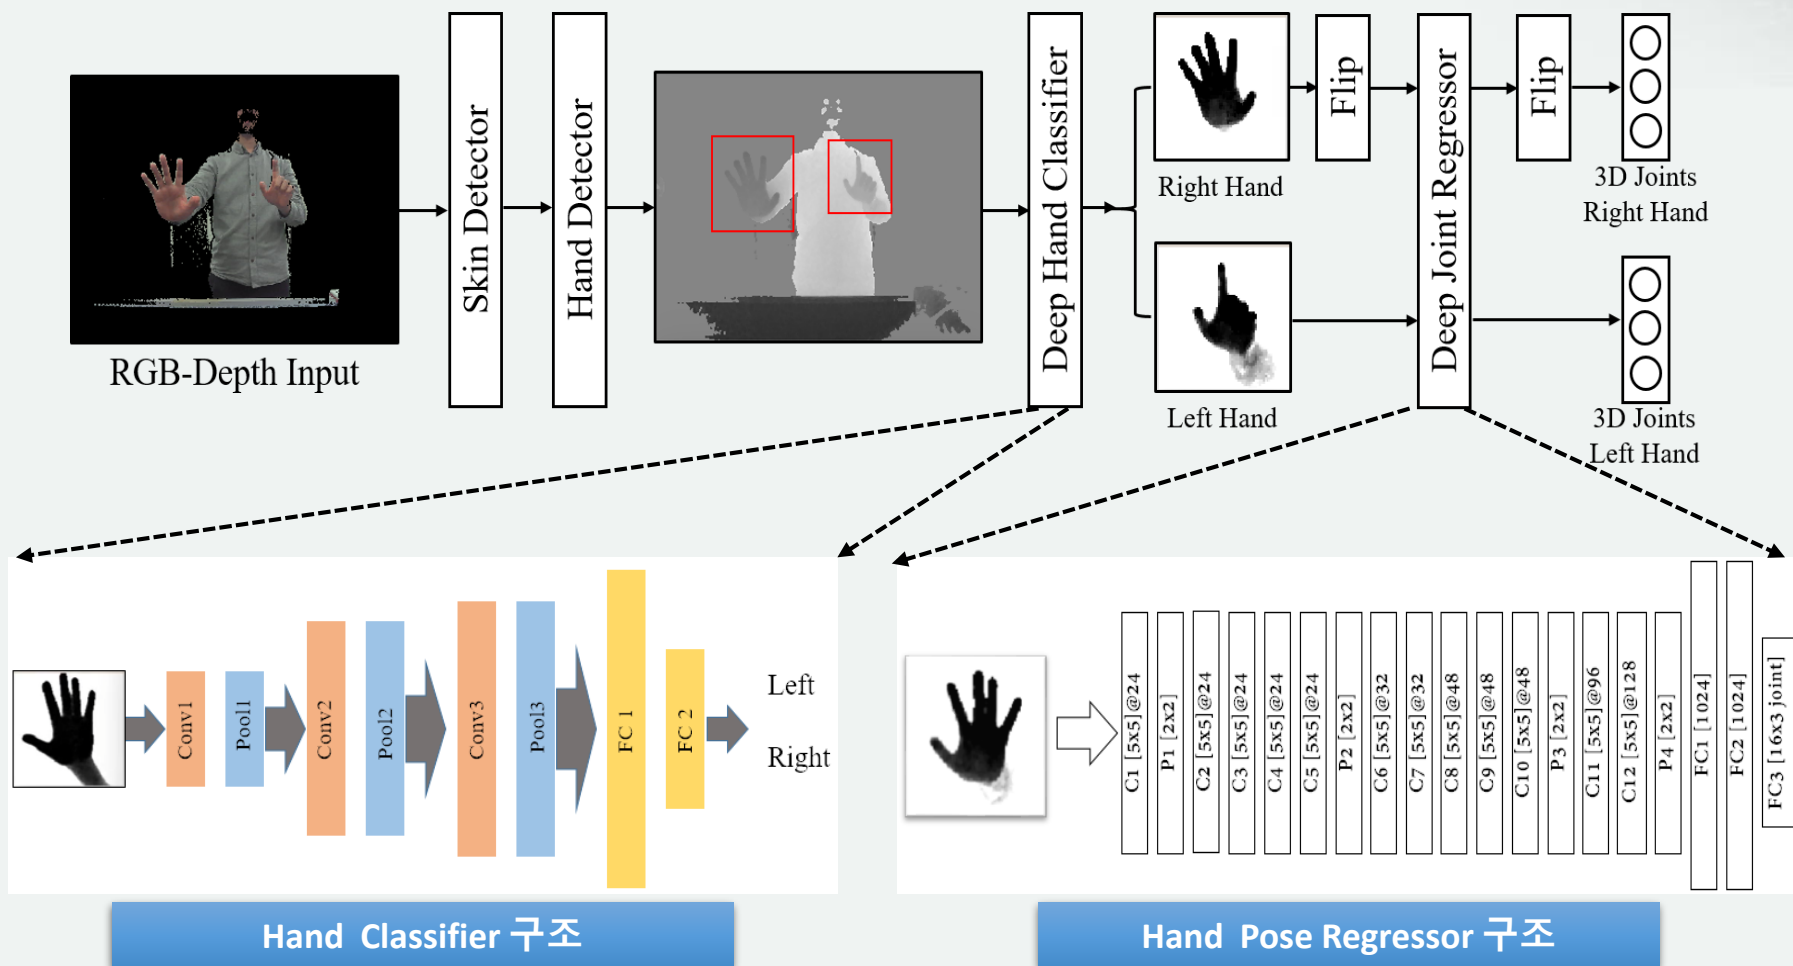 RGB-Depth Input
Skin Detector
Hand Detector
Deep Hand Classifier
Right Hand
Left Hand
Flip
Deep Joint Regressor
Flip
3D Joints
Right Hand
3D Joints
Left Hand
Conv1
Pool1
Conv2
Pool2
Conv3
Pool3
FC 1
FC 2
Left
Right
C1 [5x5]@24
P1 [2x2]
C2 [5x5]@24
C3 [5x5]@24
C4 [5x5]@24
C5 [5x5]@24
P2 [2x2]
C6 [5x5]@32
C7 [5x5]@32
C8 [5x5]@48
C9 [5x5]@48
C10 [5x5]@48
P3 [2x2]
C11 [5x5]@96
C12 [5x5]@128
P4 [2x2]
FC1 [1024]
FC2 [1024]
FC3 [16x3 joint]
Hand Classifier 구조
Hand Pose Regressor 구조